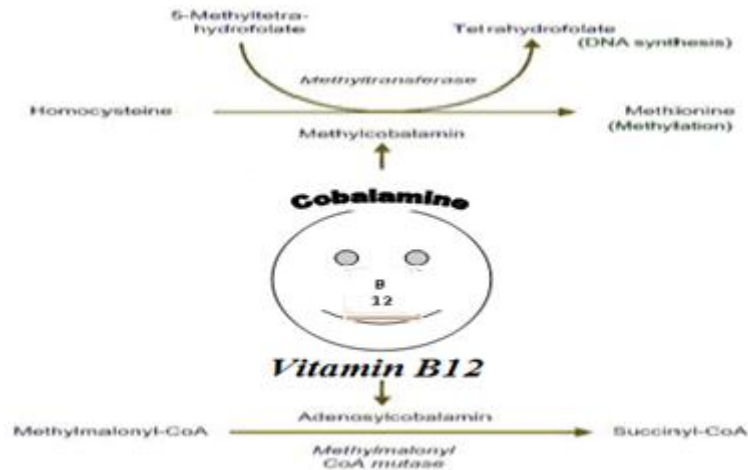 5-Methyltetra-
hydrofolate
Tetrahydrofolate
(DNA synthesis)
Methyltransferase
Homocysteine
Methionine
(Methylation)
Methylcobalamin
Cobalamine
B
12
Vitamin B12
Adenosylcobalamin
Methylmalonyl-CoA
Succinyl-CoA
Methylmalonyl
CoA mutase